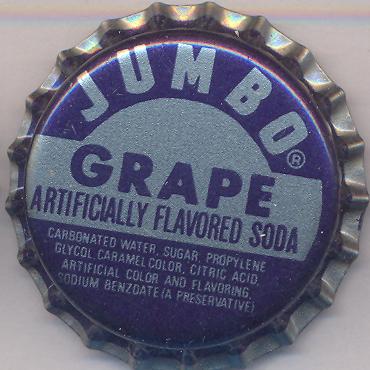 JUMBO®
GRAPE
ARTIFICIALLY FLAVORED SODA
CARBONATED WATER, SUGAR, PROPYLENE
GLYCOL, CARAMEL COLOR, CITRIC ACID,
ARTIFICIAL COLOR AND FLAVORING,
SODIUM BENZOATE (A PRESERVATIVE)